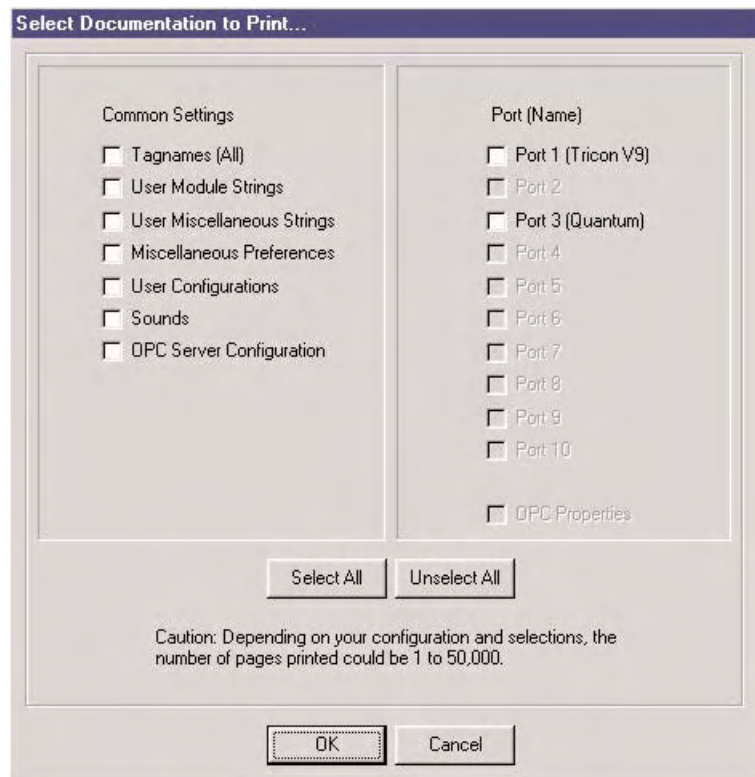 Select Documentation to Print...
Common Settings
Tagnames (All)
User Module Strings
User Miscellaneous Strings
Miscellaneous Preferences
User Configurations
Sounds
OPC Server Configuration
Port (Name)
Port 1 (Tricon V9)
Port 2
Port 3 (Quantum)
Port 4
Port 5
Port 6
Port 7
Port 8
Port 9
Port 10
OPC Properties
Select All
Unselect All
Caution: Depending on your configuration and selections, the
number of pages printed could be 1 to 50,000.
OK
Cancel